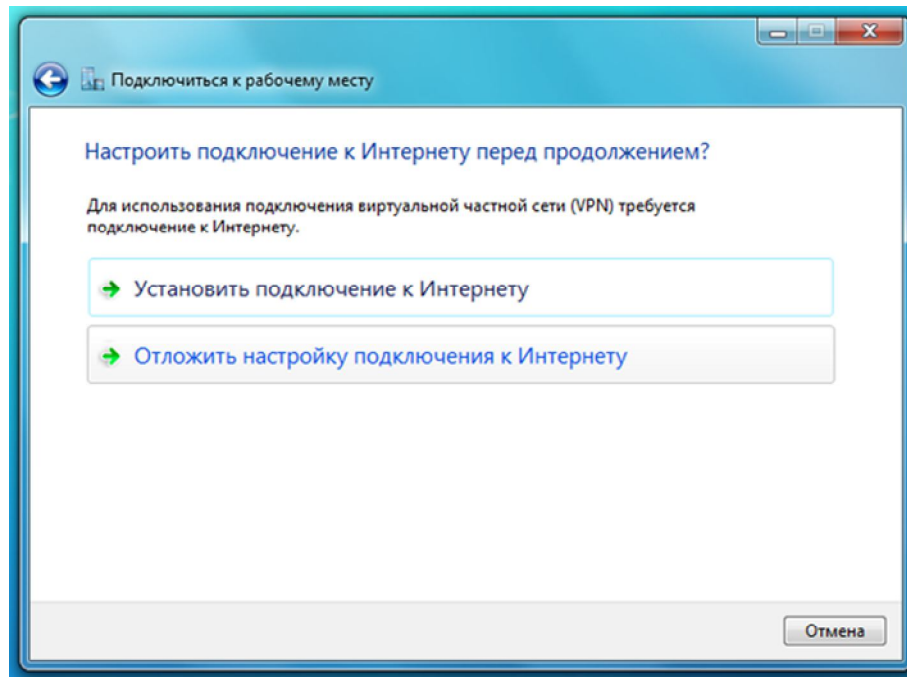 Подключиться к рабочему месту
Настроить подключение к Интернету перед продолжением?
Для использования подключения виртуальной частной сети (VPN) требуется
подключение к Интернету.
Установить подключение к Интернету
Отложить настройку подключения к Интернету
Отмена